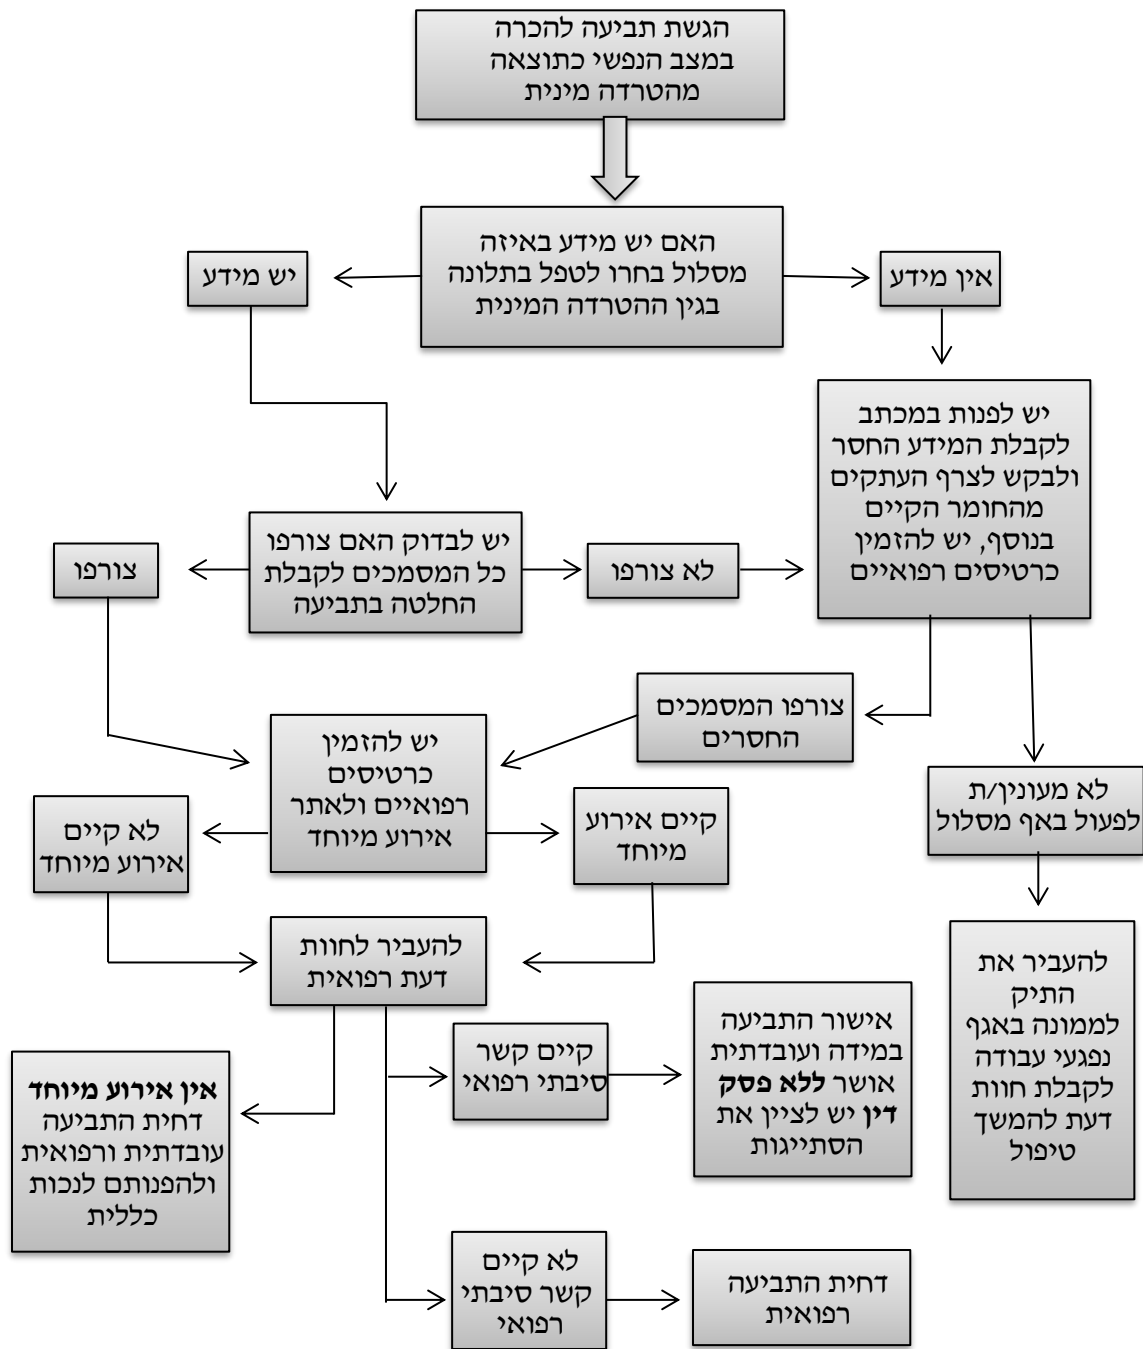 הגשת תביעה להכרה
במצב הנפשי כתוצאה
מהטרדה מינית
האם יש מידע באיזה
מסלול בחרו לטפל בתלונה
בגין ההטרדה המינית
אין מידע
יש מידע
יש לפנות במכתב
לקבלת המידע החסר
ולבקש לצרף העתקים
מהחומר הקיים
בנוסף, יש להזמין
כרטיסים רפואיים
יש לבדוק האם צורפו
כל המסמכים לקבלת
החלטה בתביעה
לא צורפו
צורפו
צורפו המסמכים
החסרים
לא מעונין/ת
לפעול באף מסלול
יש להזמין
כרטיסים
רפואיים ולאתר
אירוע מיוחד
קיים אירוע
מיוחד
לא קיים
אירוע מיוחד
להעביר לחוות
דעת רפואית
להעביר את
התיק
לממונה באגף
נפגעי עבודה
לקבלת חוות
דעת להמשך
טיפול
אישור התביעה
במידה ועובדתית
אושר ללא פסק
דין יש לציין את
הסתייגות
קיים קשר
סיבתי רפואי
אין אירוע מיוחד
דחית התביעה
עובדתית ורפואית
ולהפנותם לנכות
כללית
לא קיים
קשר סיבתי
רפואי
דחית התביעה
רפואית